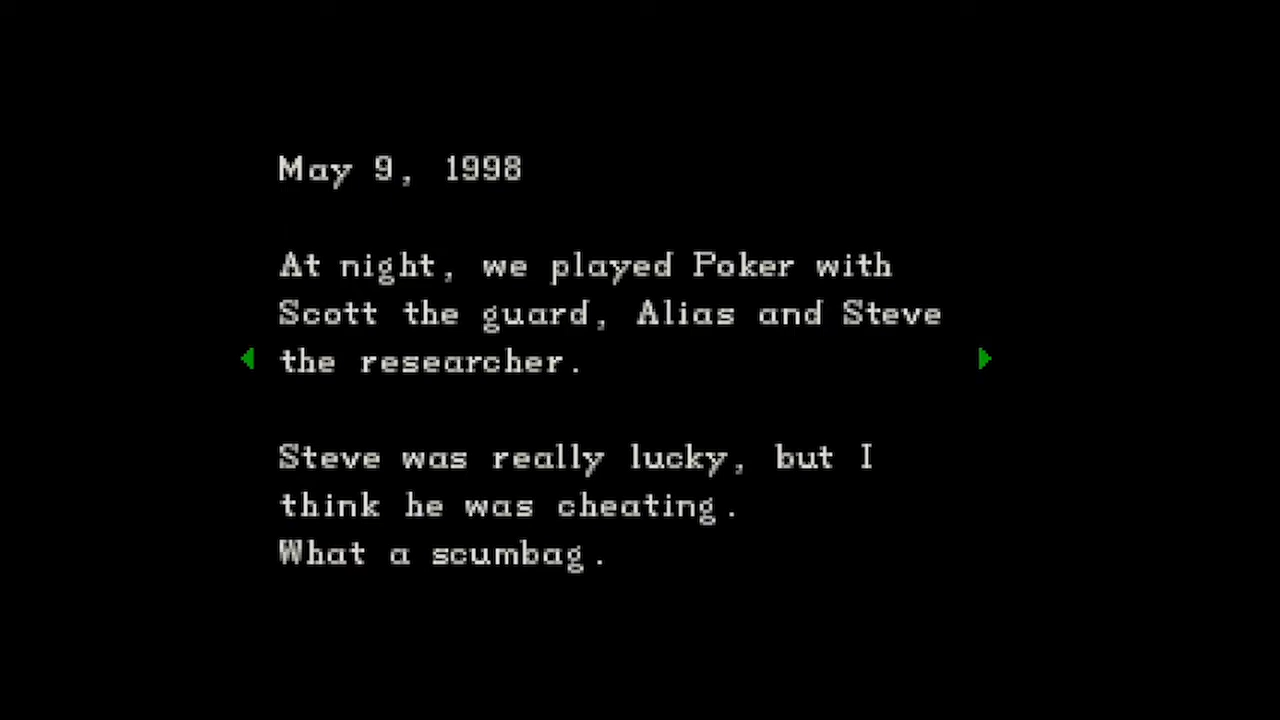 May 9, 1998
At night, we played Poker with
Scott the guard, Alias and Steve
the researcher.
Steve was really lucky, but I
think he was cheating.
What a scumbag.